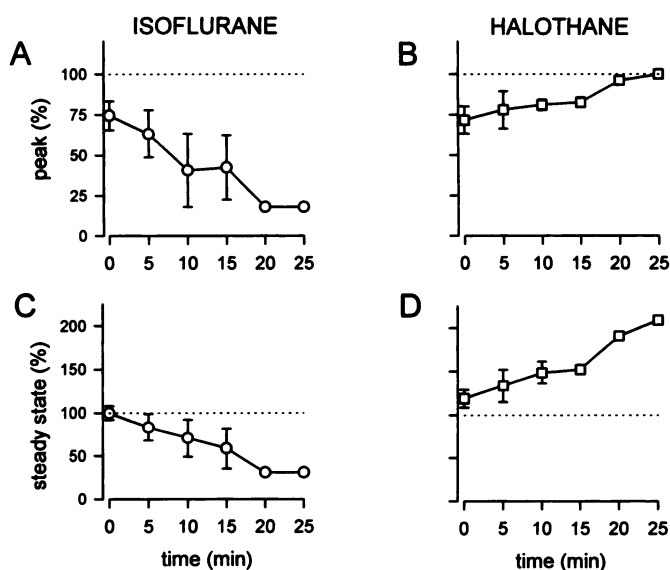 ISOFLURANE HALOTHANE
A B
100
75
50
25
0
peak (%)
0 5 10 15 20 25 0 5 10 15 20 25
C D
200
150
100
50
0
steady state (%)
0 5 10 15 20 25 0 5 10 15 20 25
time (min) time (min)